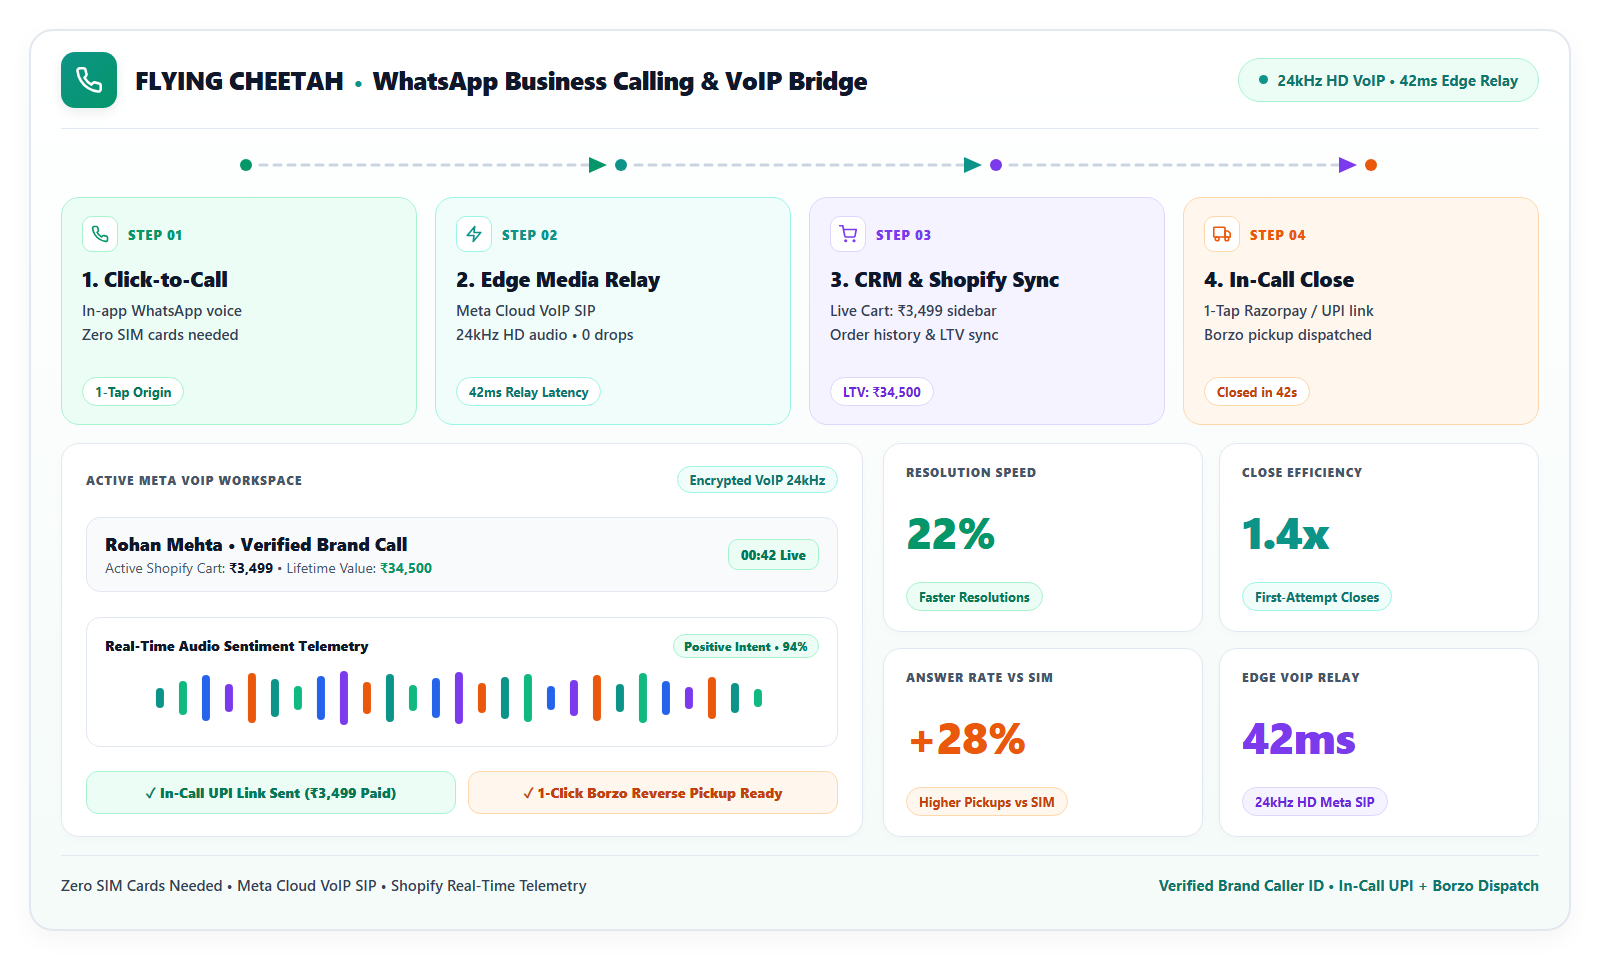 FLYING CHEETAH • WhatsApp Business Calling & VoIP Bridge
24kHz HD VoIP • 42ms Edge Relay
STEP 01
1. Click-to-Call
In-app WhatsApp voice
Zero SIM cards needed
1-Tap Origin
STEP 02
2. Edge Media Relay
Meta Cloud VoIP SIP
24kHz HD audio • 0 drops
42ms Relay Latency
STEP 03
3. CRM & Shopify Sync
Live Cart: ₹3,499 sidebar
Order history & LTV sync
LTV: ₹34,500
STEP 04
4. In-Call Close
1-Tap Razorpay / UPI link
Borzo pickup dispatched
Closed in 42s
ACTIVE META VOIP WORKSPACE
Encrypted VoIP 24kHz
Rohan Mehta • Verified Brand Call
Active Shopify Cart: ₹3,499 • Lifetime Value: ₹34,500
00:42 Live
Real-Time Audio Sentiment Telemetry
Positive Intent • 94%
✓ In-Call UPI Link Sent (₹3,499 Paid)
✓ 1-Click Borzo Reverse Pickup Ready
RESOLUTION SPEED
22%
Faster Resolutions
CLOSE EFFICIENCY
1.4x
First-Attempt Closes
ANSWER RATE VS SIM
+28%
Higher Pickups vs SIM
EDGE VOIP RELAY
42ms
24kHz HD Meta SIP
Zero SIM Cards Needed • Meta Cloud VoIP SIP • Shopify Real-Time Telemetry
Verified Brand Caller ID • In-Call UPI + Borzo Dispatch